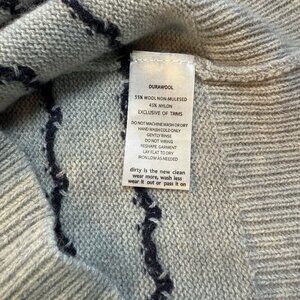 DURAWOOL
55% WOOL NON-MULESED
45% NYLON
EXCLUSIVE OF TRIMS
DO NOT MACHINE WASH OR DRY
HAND WASH COLD ONLY
GENTLY RINSE
DO NOT WRING
RESHAPE, GARMENT
LAY FLAT TO DRY
IRON LOW AS NEEDED
dirty is the new clean
wear more, wash less
wear it out or pass it on